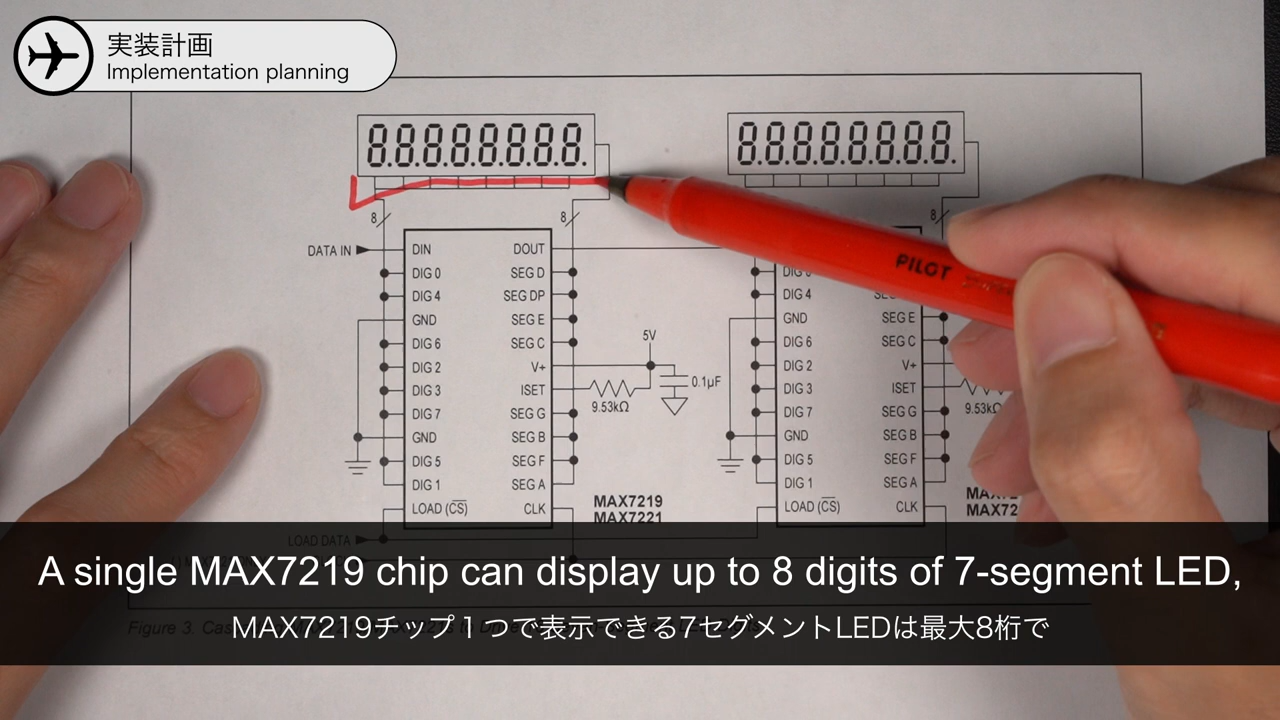 実装計画
Implementation planning
8.8.8.8.8.8.8.8.
8.8.8.8.8.8.8.8.
8
8
8
DATA IN
DIN
DOUT
DIG 0
SEG D
DIG 4
SEG DP
GND
SEG E
DIG 6
SEG C
DIG 2
V+
DIG 3
ISET
DIG 7
SEG G
GND
SEG B
DIG 5
SEG F
DIG 1
SEG A
LOAD (CS)
CLK
5V
0.1µF
9.53kΩ
MAX7219
MAX7221
PILOT
DIG 4
GND
SEG E
DIG 6
SEG C
DIG 2
V+
DIG 3
ISET
DIG 7
SEG G
GND
SEG B
DIG 5
SEG F
DIG 1
SEG A
LOAD (CS)
CLK
9.53kΩ
MAX72
LOAD DATA
A single MAX7219 chip can display up to 8 digits of 7-segment LED,
Figure 3.
MAX7219チップ1つで表示できる7セグメントLEDは最大8桁で